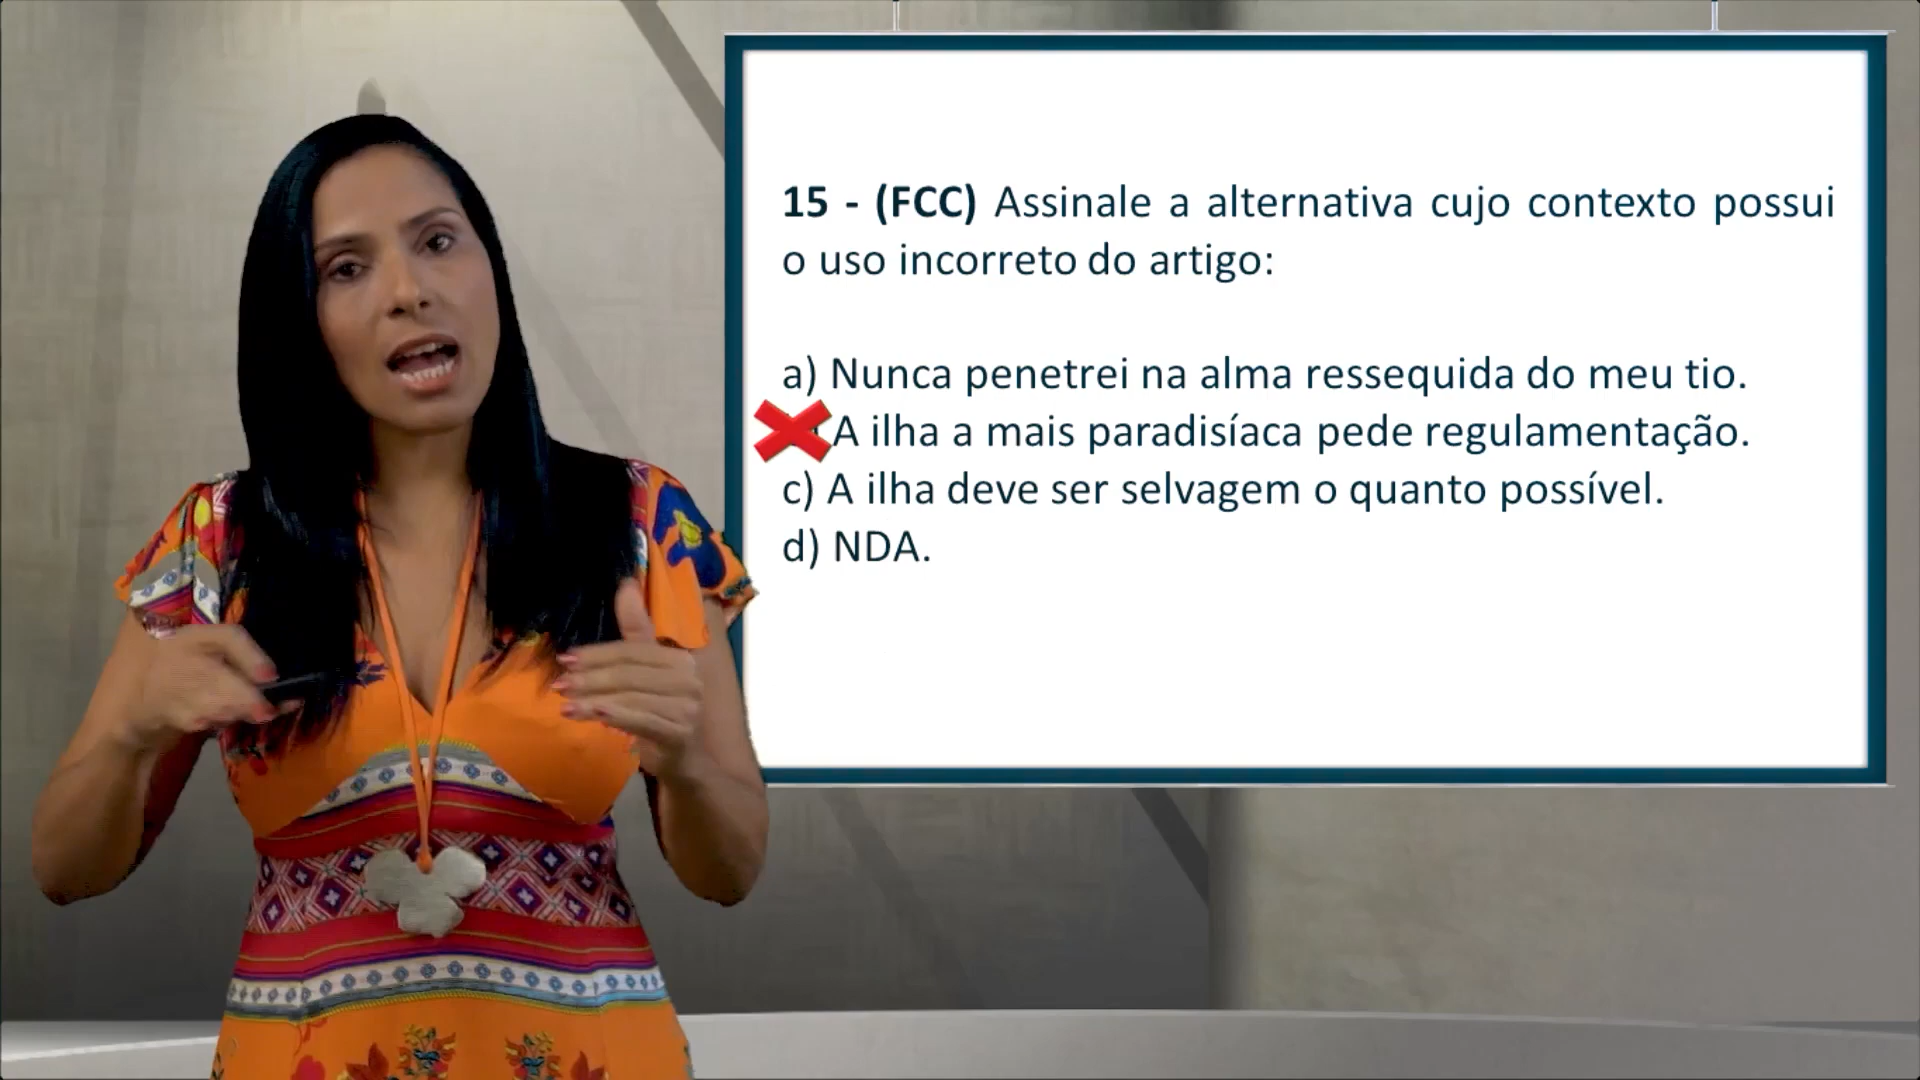 15 - (FCC) Assinale a alternativa cujo contexto possui
o uso incorreto do artigo:
a) Nunca penetrei na alma ressequida do meu tio.
A ilha a mais paradisíaca pede regulamentação.
c) A ilha deve ser selvagem o quanto possível.
d) NDA.